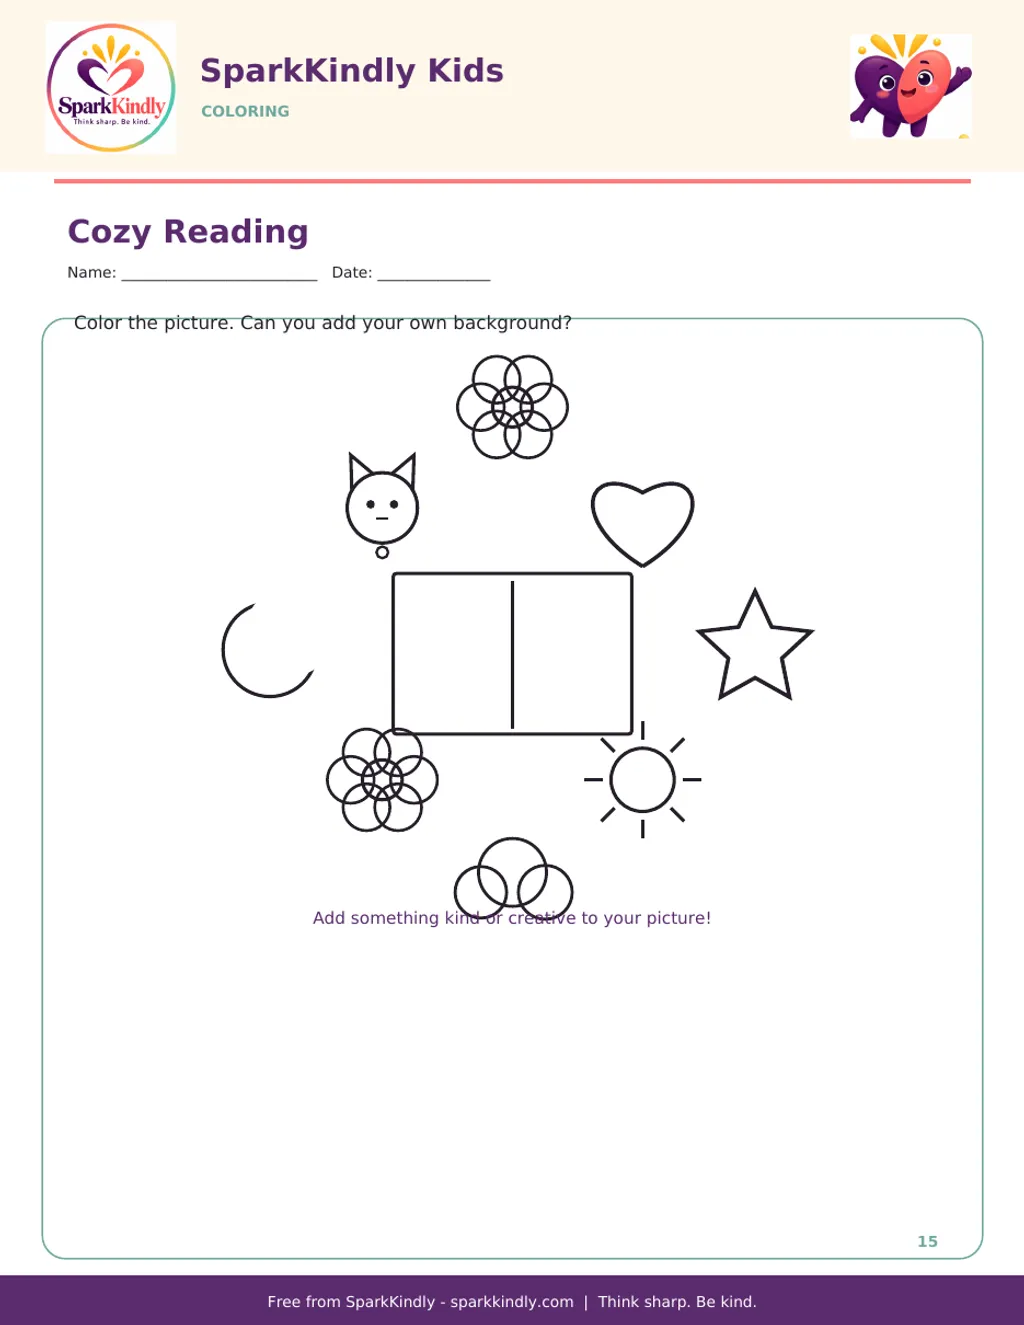 SparkKindly
Think sharp. Be kind.
SparkKindly Kids
COLORING
Cozy Reading
Name: __________________________ Date: _______________
Color the picture. Can you add your own background?
Add something kind or creative to your picture!
15
Free from SparkKindly - sparkkindly.com | Think sharp. Be kind.